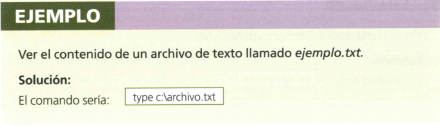 EJEMPLO
Ver el contenido de un archivo de texto llamado ejemplo.txt.
Solución:
El comando sería: type c:\archivo.txt